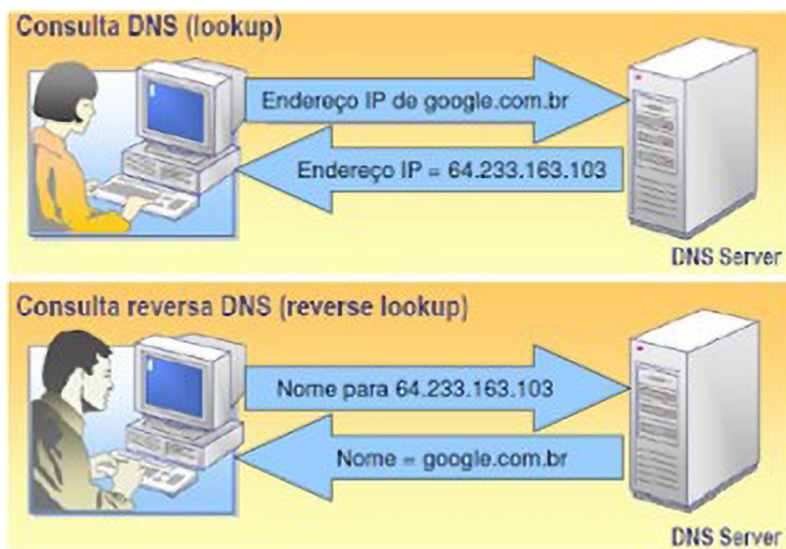 Consulta DNS (lookup)
Endereço IP de google.com.br
Endereço IP = 64.233.163.103
DNS Server
Consulta reversa DNS (reverse lookup)
Nome para 64.233.163.103
Nome = google.com.br
DNS Server